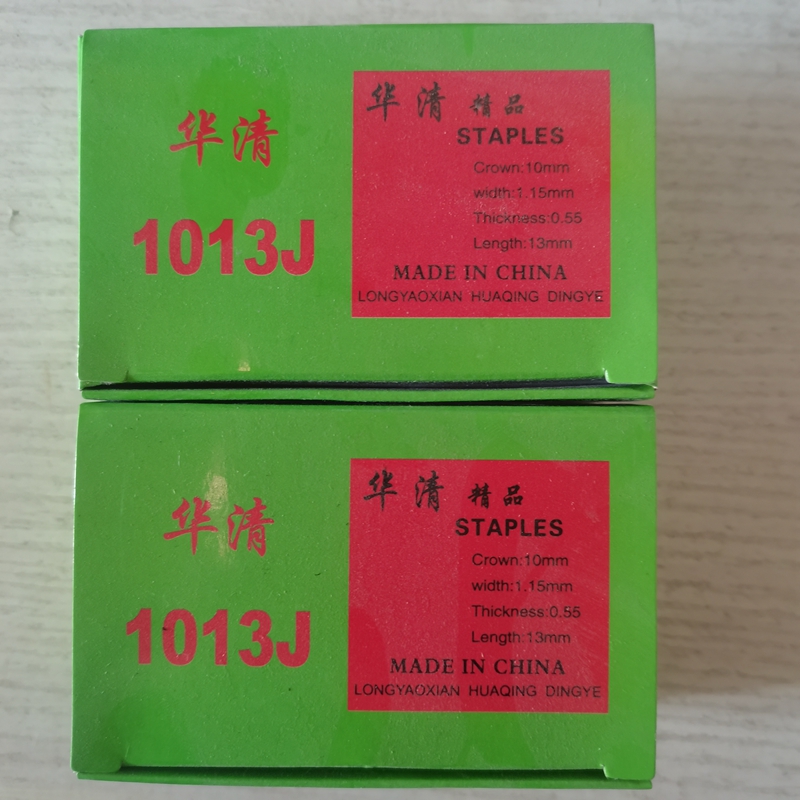 华清
1013J
华清 精品
STAPLES
Crown:10mm
width:1.15mm
Thickness:0.55
Length:13mm
MADE IN CHINA
LONGYAOXIAN HUAQING DINGYE
华清
1013J
华清 精品
STAPLES
Crown:10mm
width:1.15mm
Thickness:0.55
Length:13mm
MADE IN CHINA
LONGYAOXIAN HUAQING DINGYE